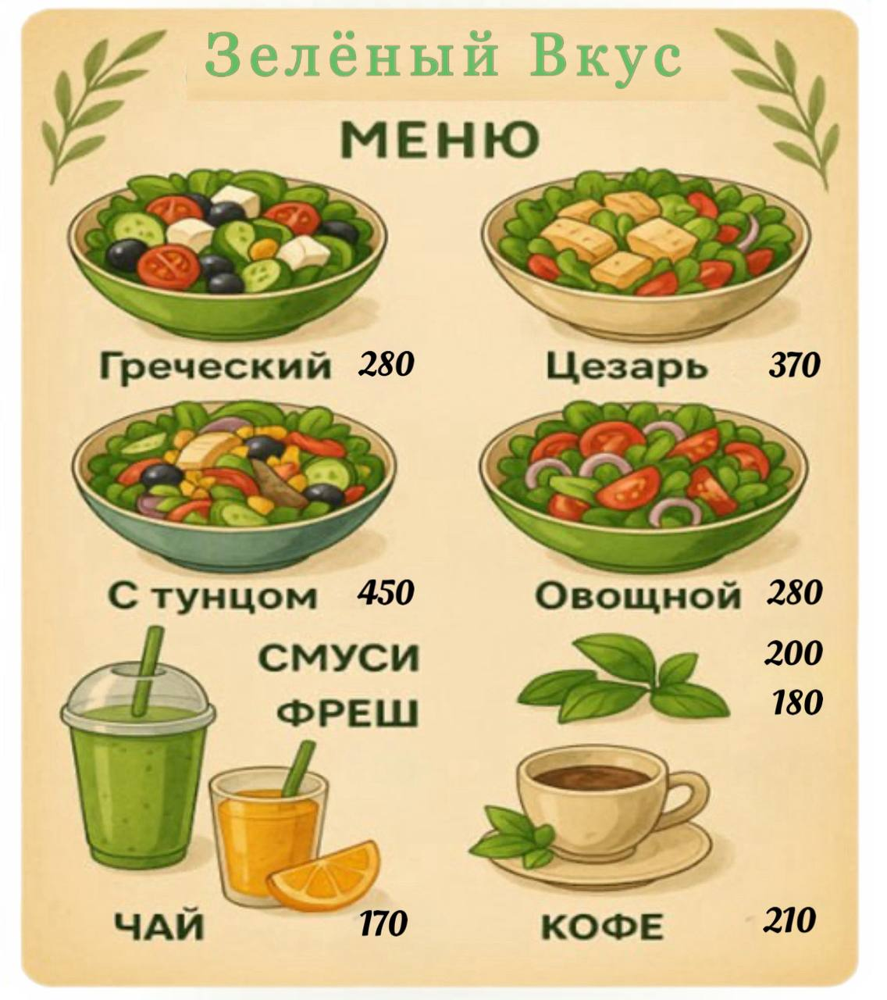 Зелёный Вкус
МЕНЮ
Греческий 280
Цезарь 370
С тунцом 450
Овощной 280
СМУСИ 200
ФРЕШ 180
ЧАЙ 170
КОФЕ 210